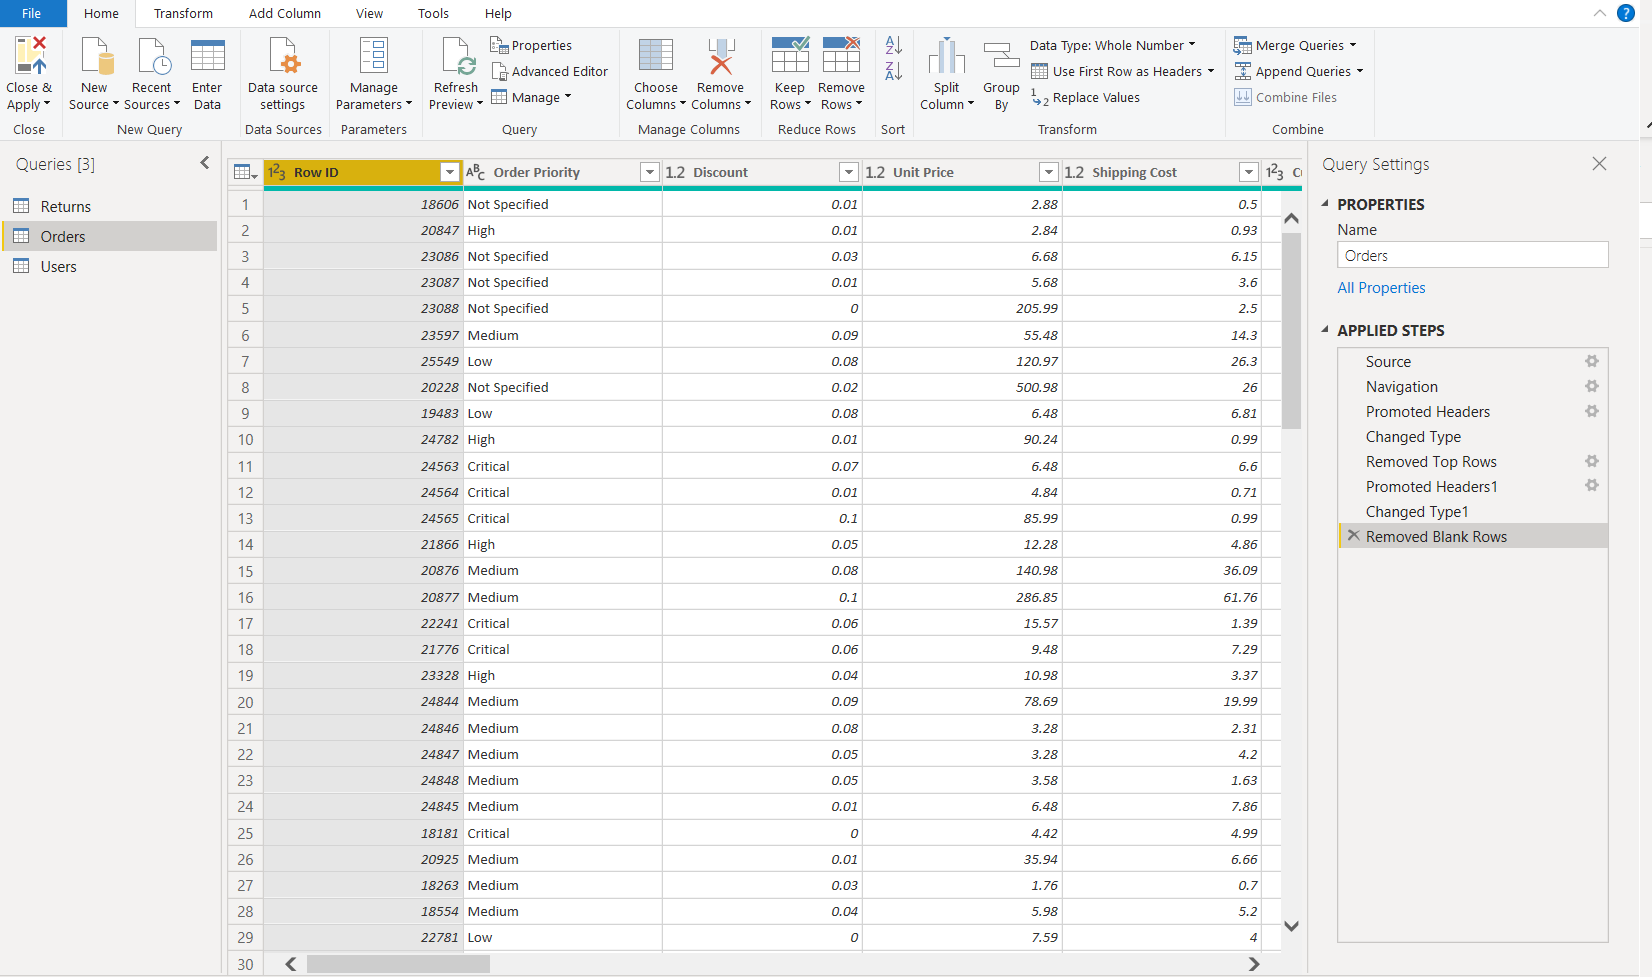 File Home Transform Add Column View Tools Help
Close & Apply
New Source
Recent Sources
Enter Data
Data source settings
Manage Parameters
Refresh Preview
Properties
Advanced Editor
Manage
Choose Columns
Remove Columns
Keep Rows
Remove Rows
Split Column
Group By
Data Type: Whole Number
Use First Row as Headers
Replace Values
Merge Queries
Append Queries
Combine Files
Close New Query Data Sources Parameters Query Manage Columns Reduce Rows Sort Transform Combine
Queries [3]
Returns
Orders
Users
Row ID Order Priority Discount Unit Price Shipping Cost
1 18606 Not Specified 0.01 2.88 0.5
2 20847 High 0.01 2.84 0.93
3 23086 Not Specified 0.03 6.68 6.15
4 23087 Not Specified 0.01 5.68 3.6
5 23088 Not Specified 0 205.99 2.5
6 23597 Medium 0.09 55.48 14.3
7 25549 Low 0.08 120.97 26.3
8 20228 Not Specified 0.02 500.98 26
9 19483 Low 0.08 6.48 6.81
10 24782 High 0.01 90.24 0.99
11 24563 Critical 0.07 6.48 6.6
12 24564 Critical 0.01 4.84 0.71
13 24565 Critical 0.1 85.99 0.99
14 21866 High 0.05 12.28 4.86
15 20876 Medium 0.08 140.98 36.09
16 20877 Medium 0.1 286.85 61.76
17 22241 Critical 0.06 15.57 1.39
18 21776 Critical 0.06 9.48 7.29
19 23328 High 0.04 10.98 3.37
20 24844 Medium 0.09 78.69 19.99
21 24846 Medium 0.08 3.28 2.31
22 24847 Medium 0.05 3.28 4.2
23 24848 Medium 0.05 3.58 1.63
24 24845 Medium 0.01 6.48 7.86
25 18181 Critical 0 4.42 4.99
26 20925 Medium 0.01 35.94 6.66
27 18263 Medium 0.03 1.76 0.7
28 18554 Medium 0.04 5.98 5.2
29 22781 Low 0 7.59 4
30
Query Settings
PROPERTIES
Name
Orders
All Properties
APPLIED STEPS
Source
Navigation
Promoted Headers
Changed Type
Removed Top Rows
Promoted Headers1
Changed Type1
Removed Blank Rows